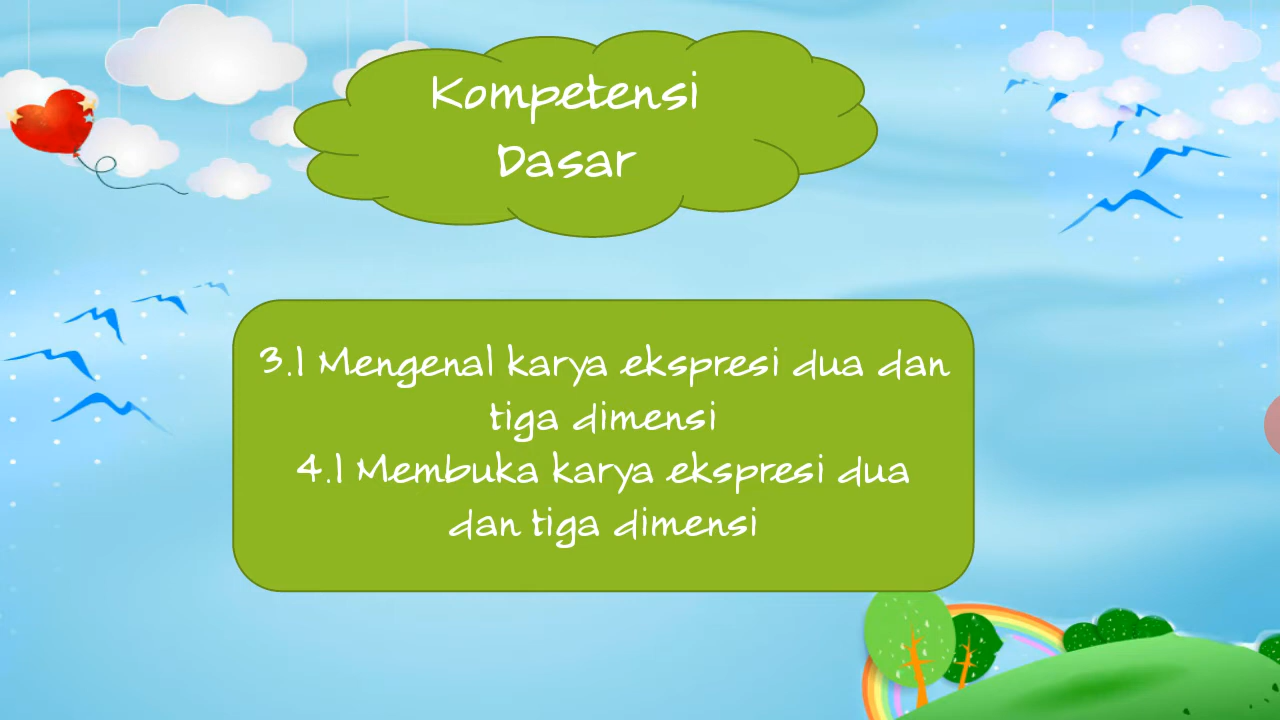 Kompetensi
Dasar
3.1 Mengenal karya ekspresi dua dan
tiga dimensi
4.1 Membuka karya ekspresi dua
dan tiga dimensi